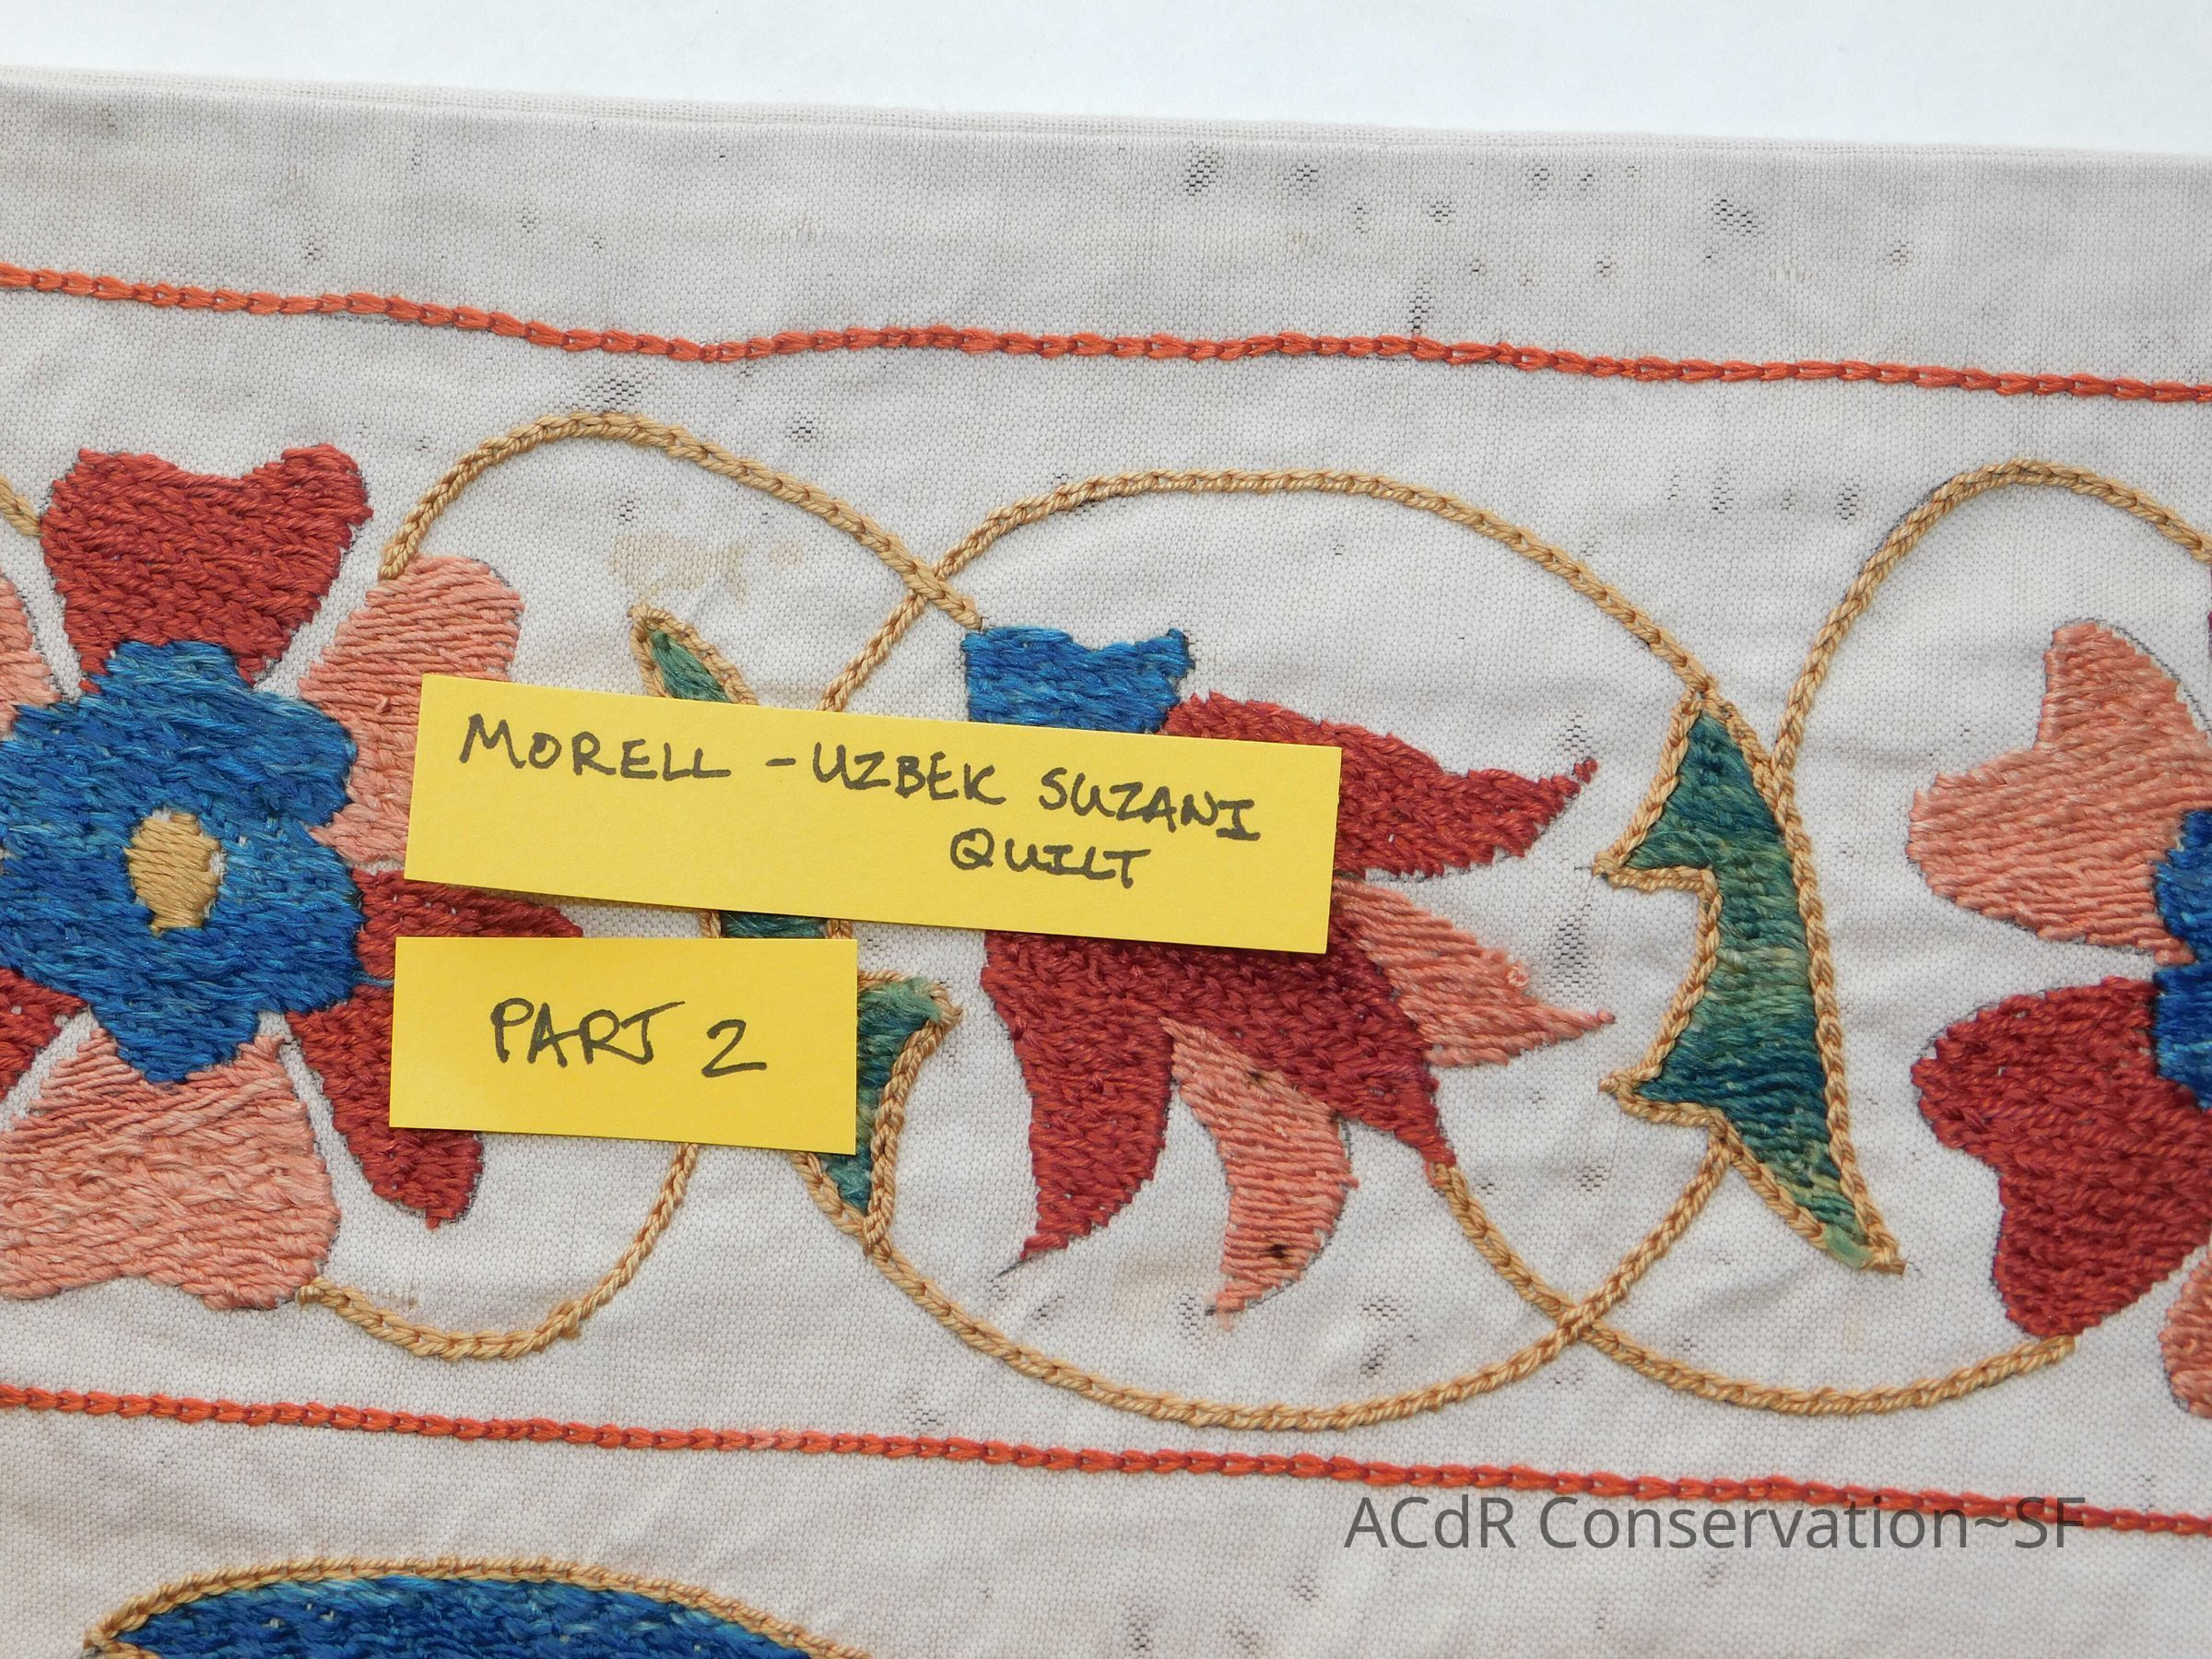 MORELL - UZBEK SUZANI
QUILT
PART 2
ACdR Conservation~SF